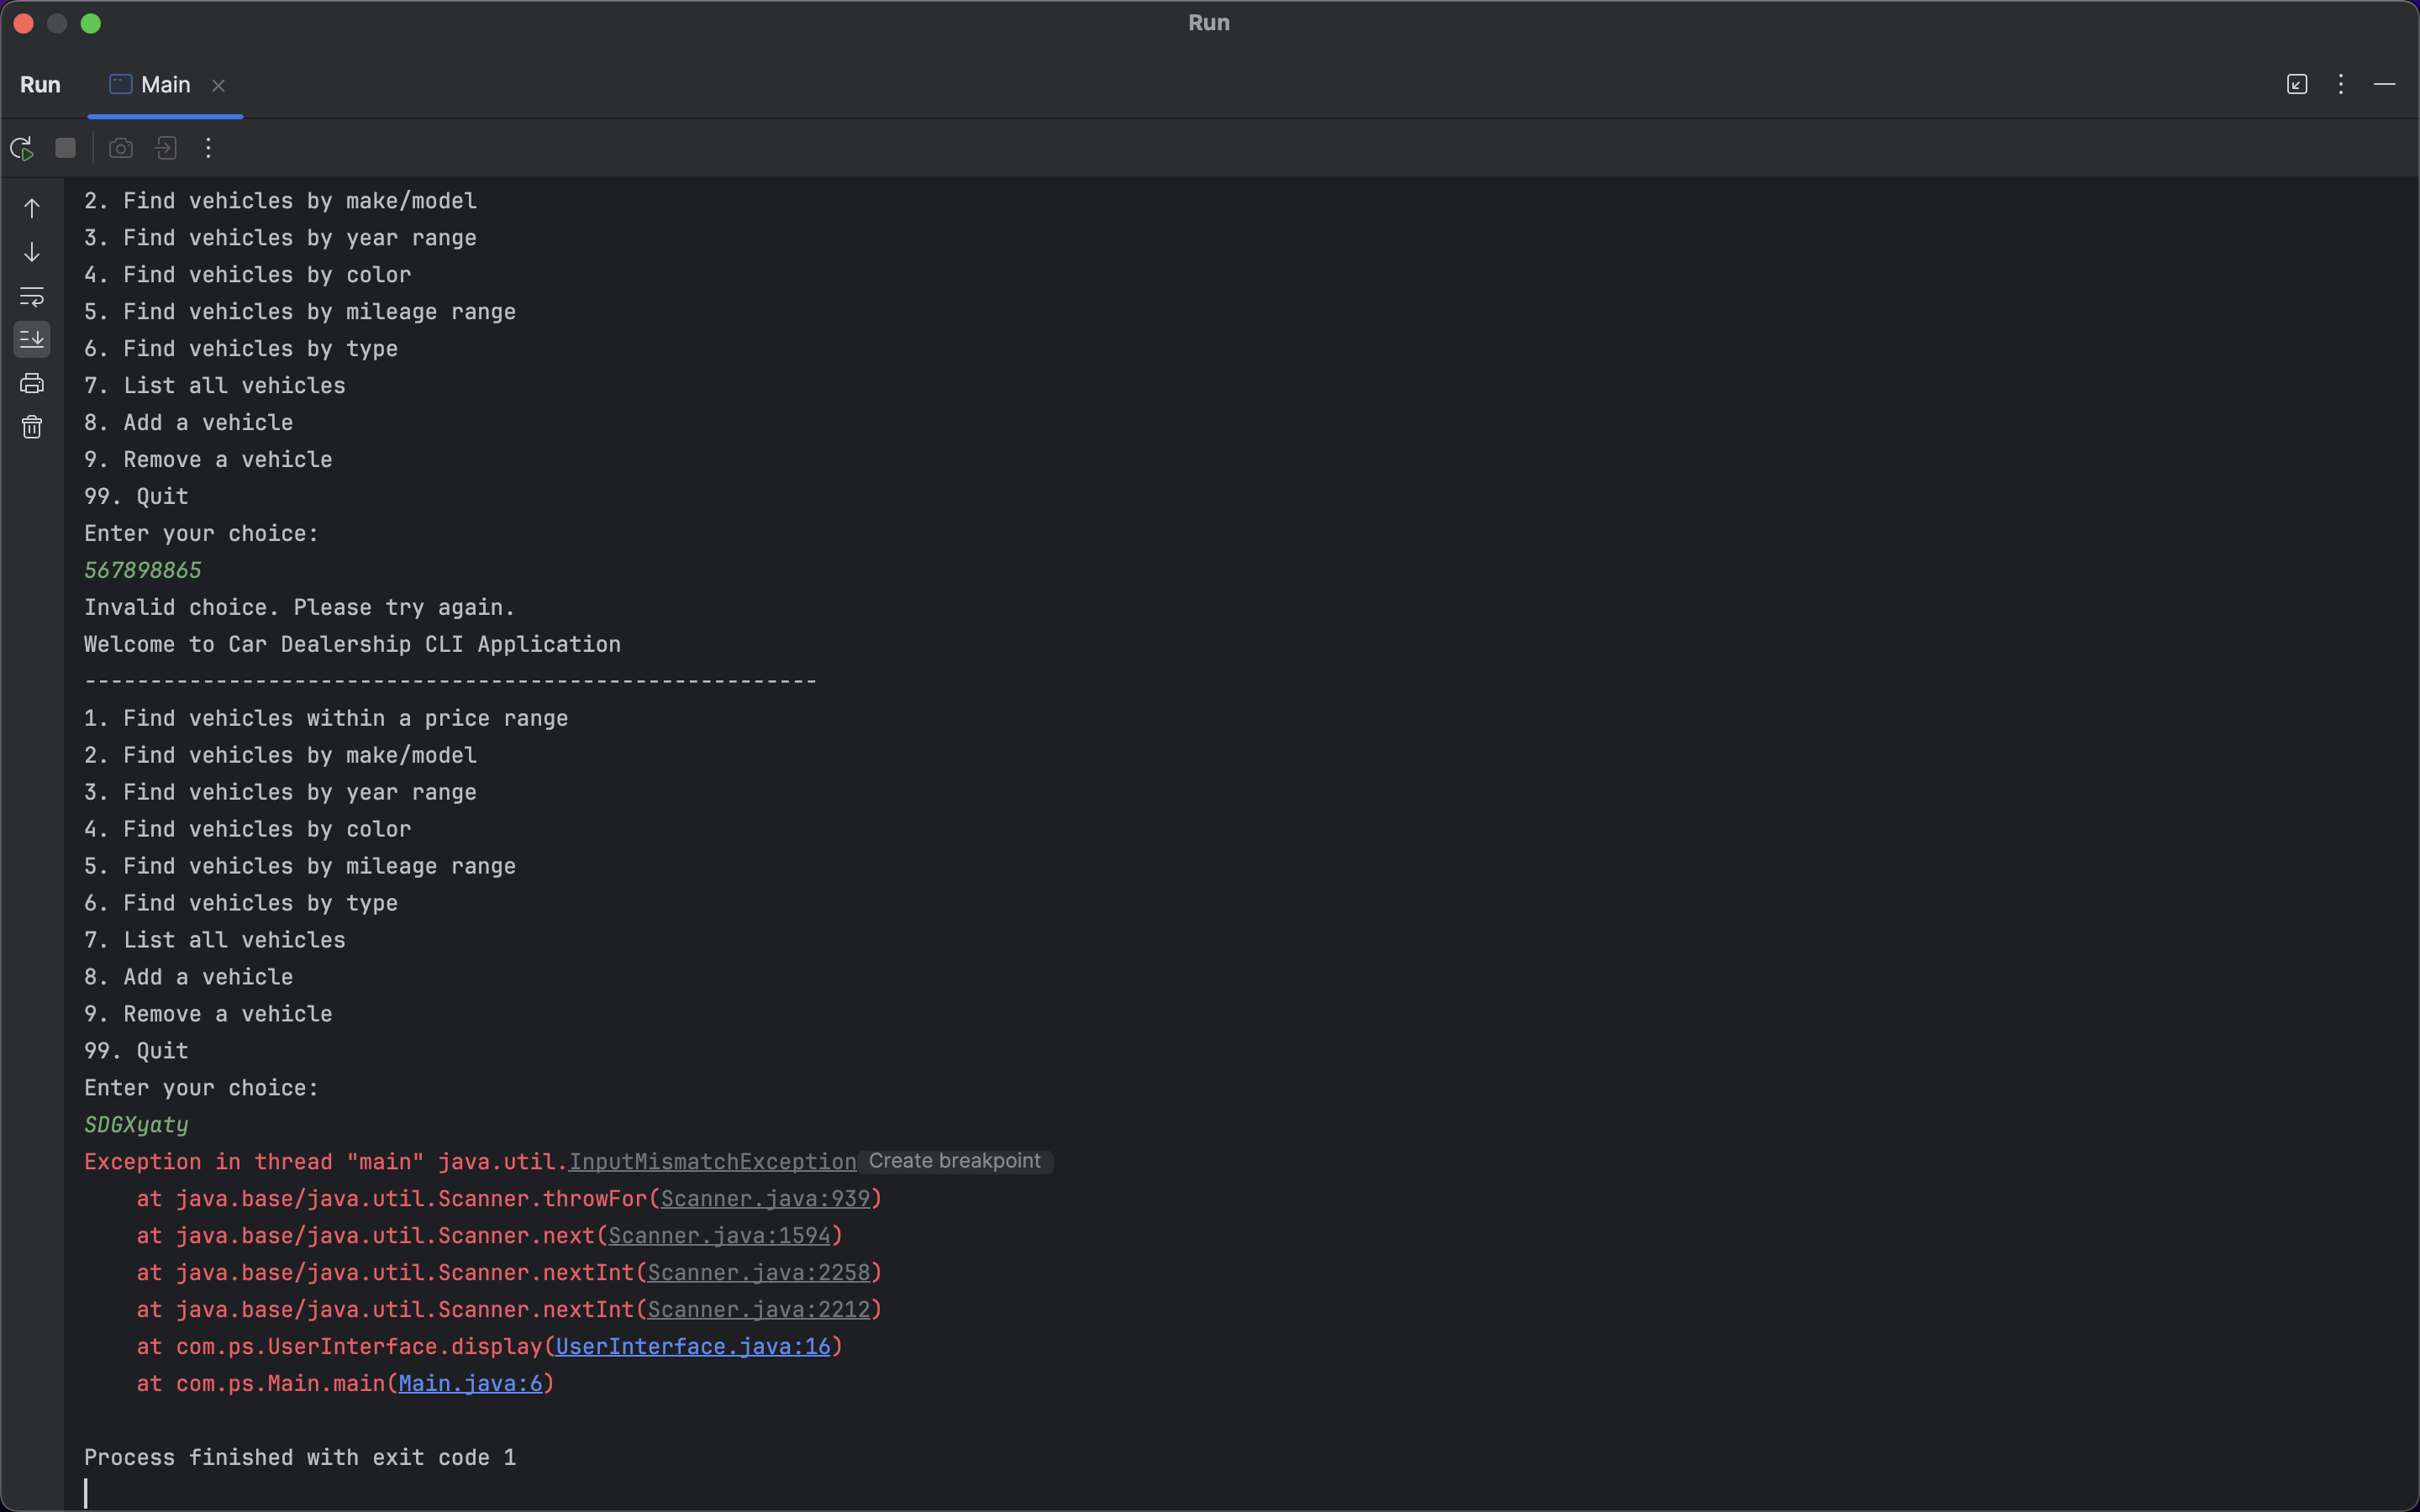 Run
Run
Main
2. Find vehicles by make/model
3. Find vehicles by year range
4. Find vehicles by color
5. Find vehicles by mileage range
6. Find vehicles by type
7. List all vehicles
8. Add a vehicle
9. Remove a vehicle
99. Quit
Enter your choice:
567898865
Invalid choice. Please try again.
Welcome to Car Dealership CLI Application
--------------------------------------------------------
1. Find vehicles within a price range
2. Find vehicles by make/model
3. Find vehicles by year range
4. Find vehicles by color
5. Find vehicles by mileage range
6. Find vehicles by type
7. List all vehicles
8. Add a vehicle
9. Remove a vehicle
99. Quit
Enter your choice:
SDGXyaty
Exception in thread "main" java.util.InputMismatchException Create breakpoint
    at java.base/java.util.Scanner.throwFor(Scanner.java:939)
    at java.base/java.util.Scanner.next(Scanner.java:1594)
    at java.base/java.util.Scanner.nextInt(Scanner.java:2258)
    at java.base/java.util.Scanner.nextInt(Scanner.java:2212)
    at com.ps.UserInterface.display(UserInterface.java:16)
    at com.ps.Main.main(Main.java:6)
Process finished with exit code 1